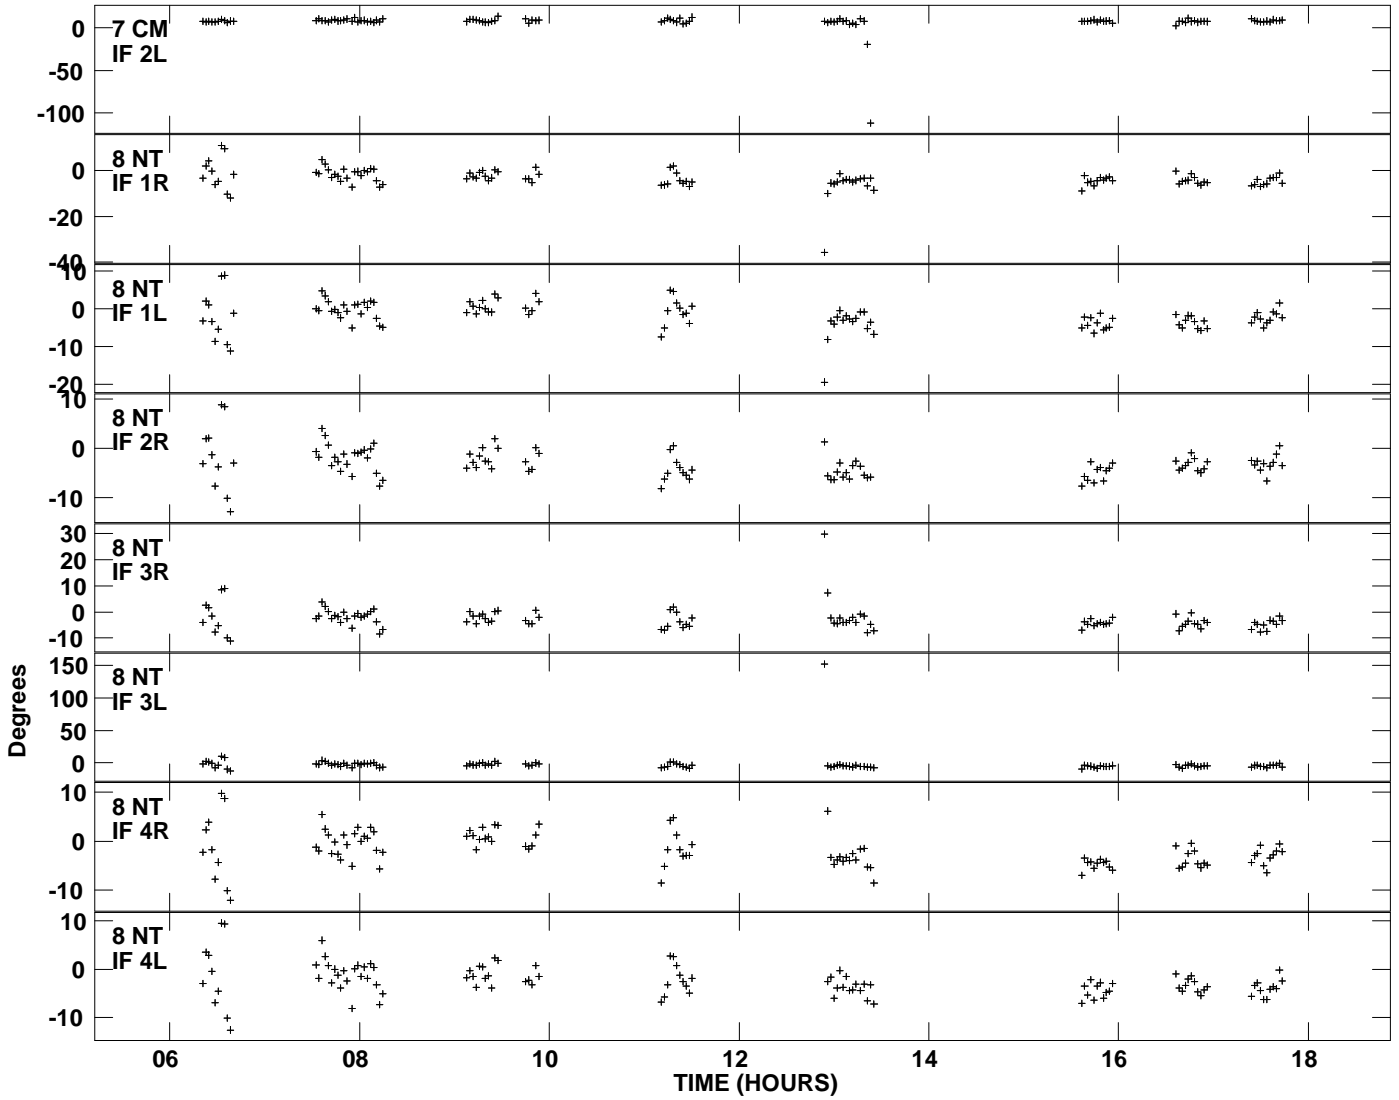 0
-50
-100
7 CM
IF 2L
0
-20
-40
8 NT
IF 1R
10
0
-10
-20
8 NT
IF 1L
10
0
-10
8 NT
IF 2R
30
20
10
0
-10
8 NT
IF 3R
150
100
50
0
8 NT
IF 3L
10
0
-10
8 NT
IF 4R
10
0
-10
8 NT
IF 4L
Degrees
06 08 10 12 14 16 18
TIME (HOURS)